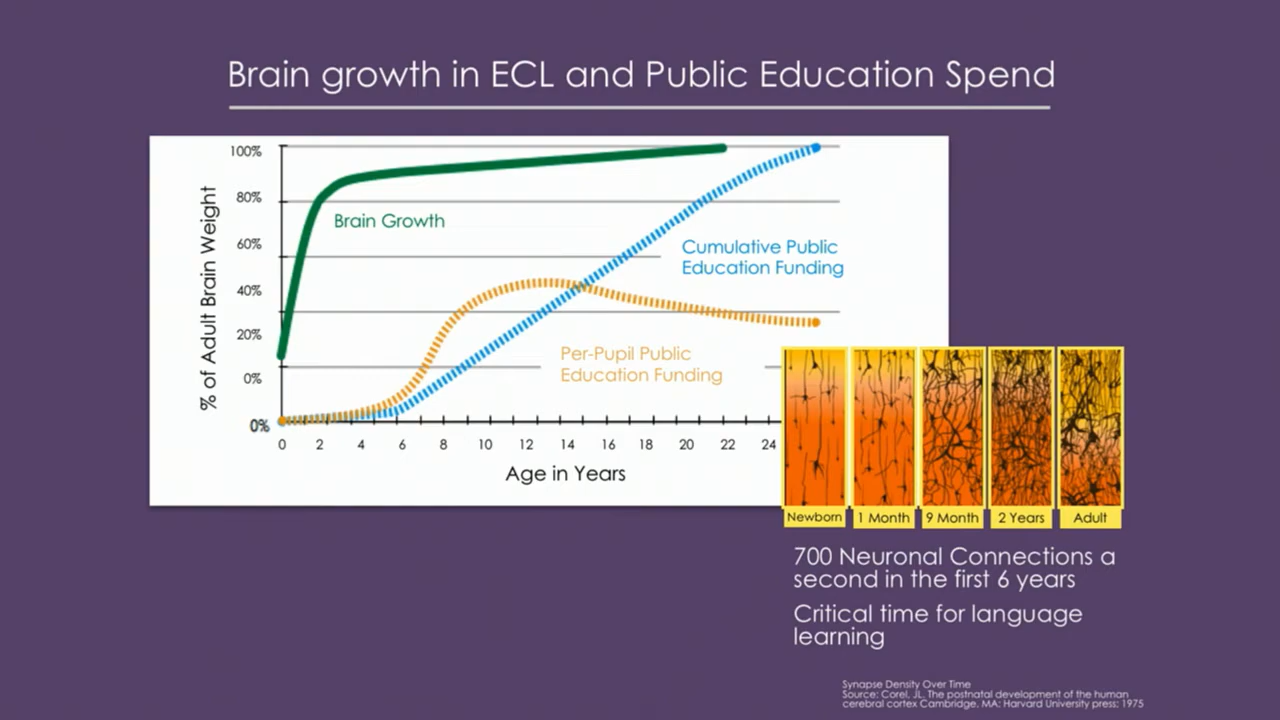 Brain growth in ECL and Public Education Spend
% of Adult Brain Weight
100%
80%
60%
40%
20%
0%
0%
Brain Growth
Cumulative Public
Education Funding
Per-Pupil Public
Education Funding
0 2 4 6 8 10 12 14 16 18 20 22 24
Age in Years
Newborn 1 Month 9 Month 2 Years Adult
700 Neuronal Connections a
second in the first 6 years
Critical time for language
learning
Synapse Density Over Time
Source: Corel, JL. The postnatal development of the human
cerebral cortex Cambridge, MA: Harvard University press; 1975